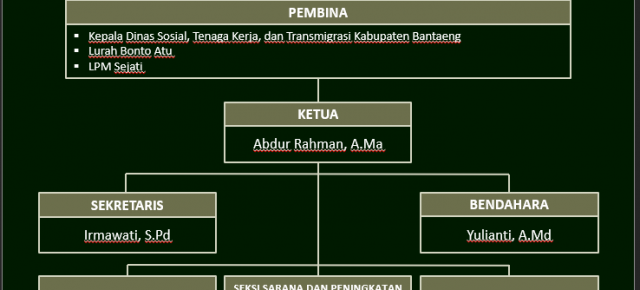 PEMBINA
▪ Kepala Dinas Sosial, Tenaga Kerja, dan Transmigrasi Kabupaten Bantaeng
▪ Lurah Bonto Atu
▪ LPM Sejati
KETUA
Abdur Rahman, A.Ma
SEKRETARIS
Irmawati, S.Pd
BENDAHARA
Yulianti, A.Md
SEKSI SARANA DAN PENINGKATAN